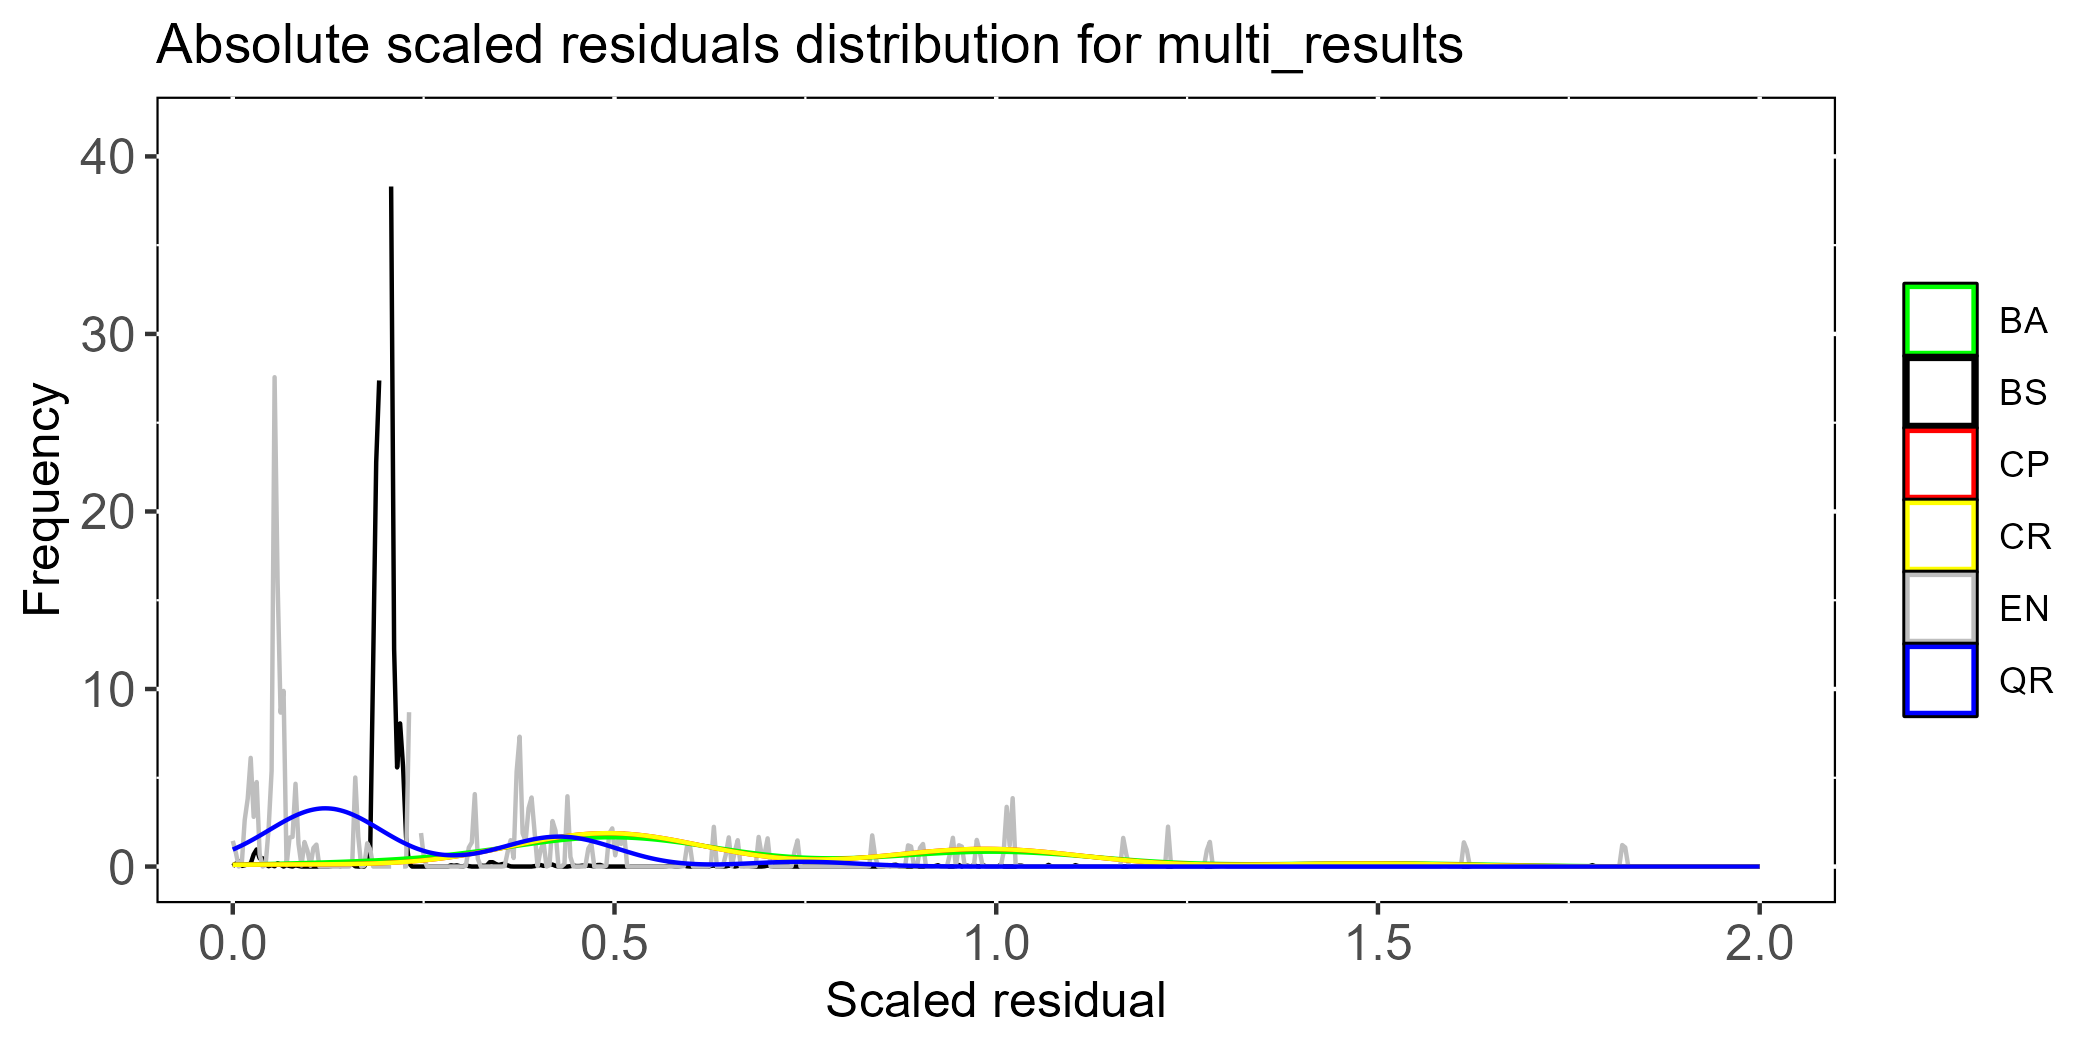 Absolute scaled residuals distribution for multi_results
40
30
20
10
0
Frequency
0.0 0.5 1.0 1.5 2.0
Scaled residual
BA
BS
CP
CR
EN
QR